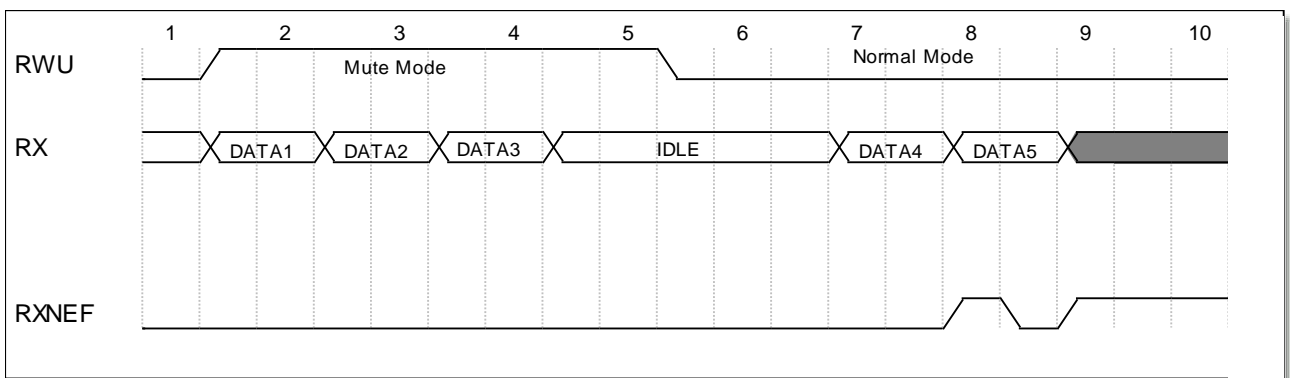 1 2 3 4 5 6 7 8 9 10
RWU Mute Mode Normal Mode
RX DATA1 DATA2 DATA3 IDLE DATA4 DATA5
RXNEF